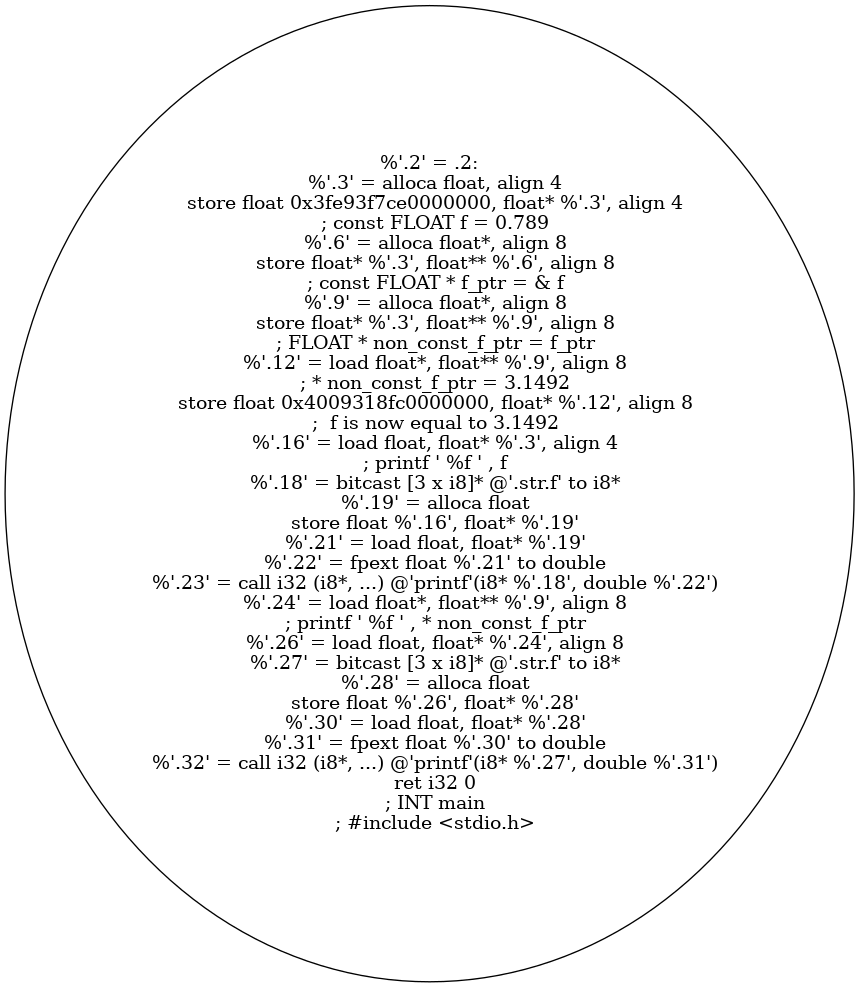 %'.2' = .2:
%'.3' = alloca float, align 4
store float 0x3fe93f7ce0000000, float* %'.3', align 4
; const FLOAT f = 0.789
%'.6' = alloca float*, align 8
store float* %'.3', float** %'.6', align 8
; const FLOAT * f_ptr = & f
%'.9' = alloca float*, align 8
store float* %'.3', float** %'.9', align 8
; FLOAT * non_const_f_ptr = f_ptr
%'.12' = load float*, float** %'.9', align 8
; * non_const_f_ptr = 3.1492
store float 0x4009318fc0000000, float* %'.12', align 8
;  f is now equal to 3.1492
%'.16' = load float, float* %'.3', align 4
; printf ' %f ' , f
%'.18' = bitcast [3 x i8]* @'.str.f' to i8*
%'.19' = alloca float
store float %'.16', float* %'.19'
%'.21' = load float, float* %'.19'
%'.22' = fpext float %'.21' to double
%'.23' = call i32 (i8*, ...) @'printf'(i8* %'.18', double %'.22')
%'.24' = load float*, float** %'.9', align 8
; printf ' %f ' , * non_const_f_ptr
%'.26' = load float, float* %'.24', align 8
%'.27' = bitcast [3 x i8]* @'.str.f' to i8*
%'.28' = alloca float
store float %'.26', float* %'.28'
%'.30' = load float, float* %'.28'
%'.31' = fpext float %'.30' to double
%'.32' = call i32 (i8*, ...) @'printf'(i8* %'.27', double %'.31')
ret i32 0
; INT main
; #include <stdio.h>